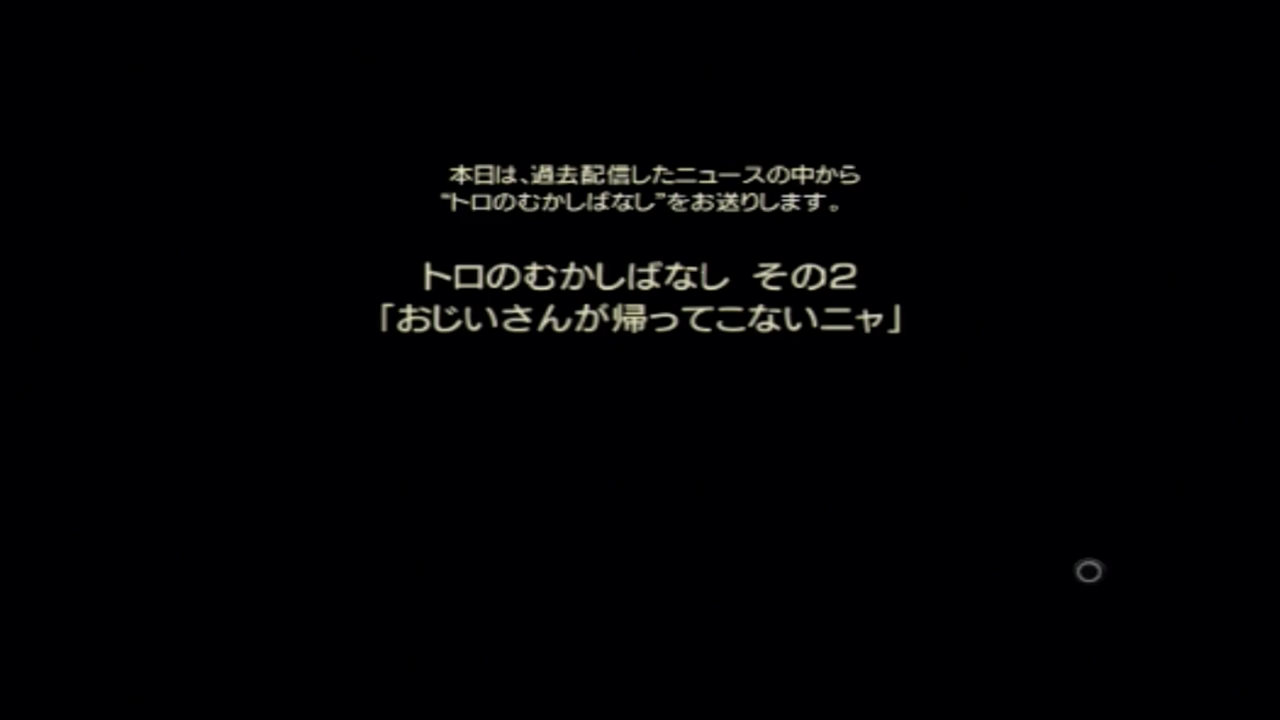 本日は、過去配信したニュースの中から
“トロのむかしばなし”をお送りします。
トロのむかしばなし その2
「おじいさんが帰ってこないニャ」